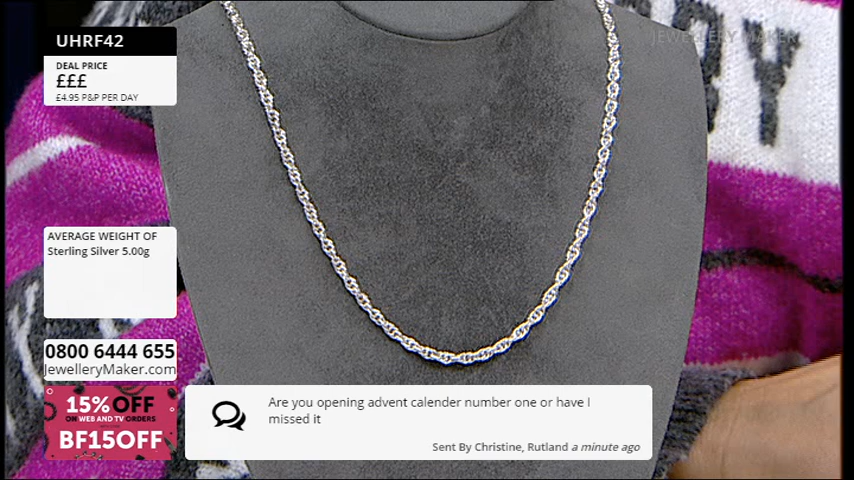 UHRF42
DEAL PRICE
£££
£4.95 P&P PER DAY
JEWELLERY MAKER
AVERAGE WEIGHT OF
Sterling Silver 5.00g
0800 6444 655
JewelleryMaker.com
15% OFF
ON WEB AND TV ORDERS
BF15OFF
Are you opening advent calender number one or have I
missed it
Sent By Christine, Rutland a minute ago